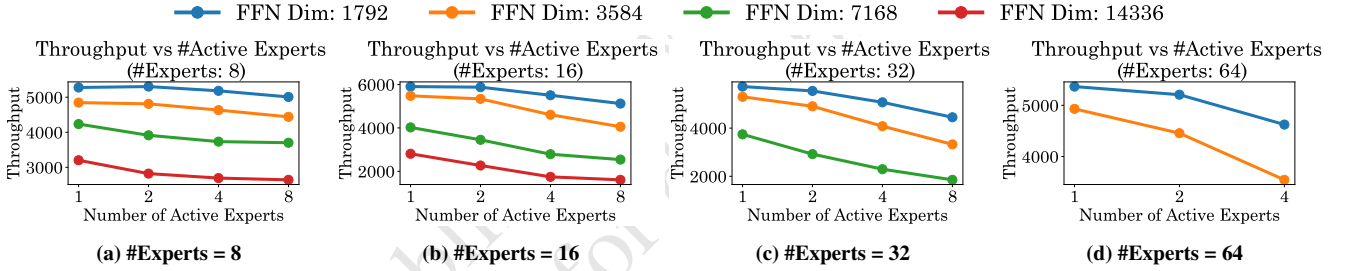 FFN Dim: 1792 FFN Dim: 3584 FFN Dim: 7168 FFN Dim: 14336
Throughput vs #Active Experts
(#Experts: 8)
Throughput
5000
4000
3000
1 2 4 8
Number of Active Experts
(a) #Experts = 8
Throughput vs #Active Experts
(#Experts: 16)
Throughput
6000
4000
2000
1 2 4 8
Number of Active Experts
(b) #Experts = 16
Throughput vs #Active Experts
(#Experts: 32)
Throughput
4000
2000
1 2 4 8
Number of Active Experts
(c) #Experts = 32
Throughput vs #Active Experts
(#Experts: 64)
Throughput
5000
4000
1 2 4
Number of Active Experts
(d) #Experts = 64
for